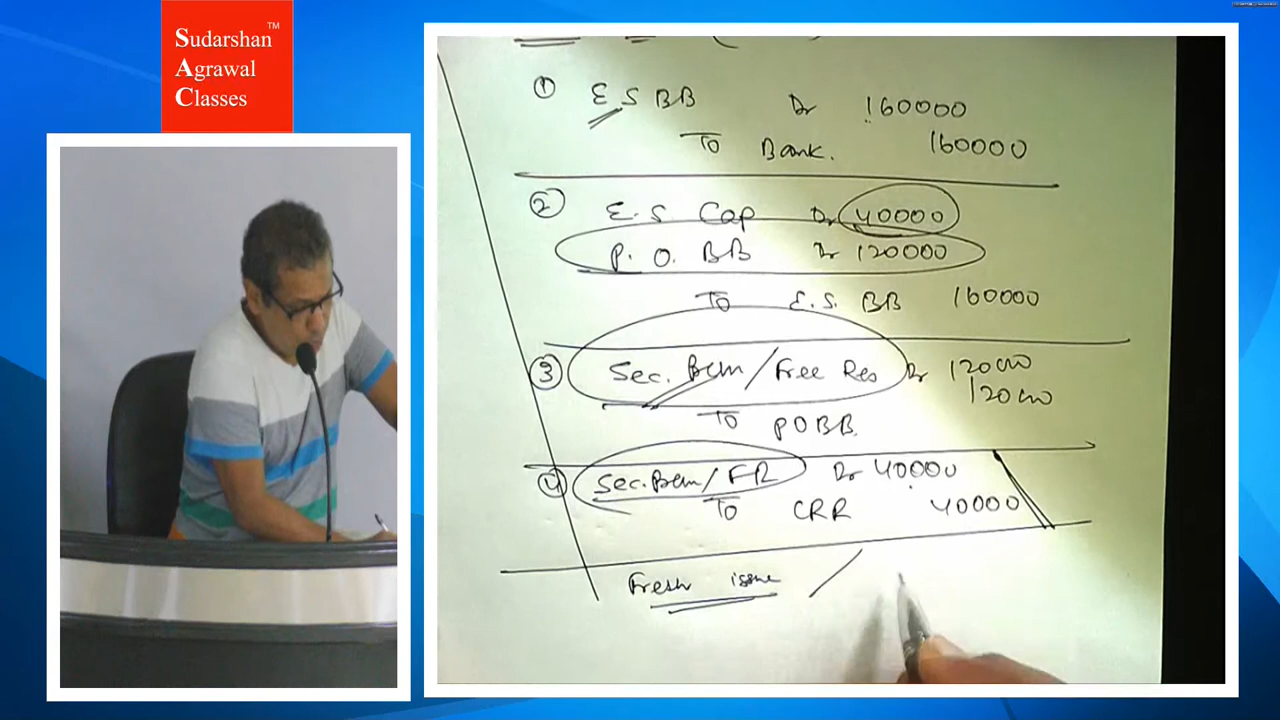 Sudarshan™
Agrawal
Classes
① E S BB Dr 160000
To Bank. 160000
② E. S Cap Dr 40000
P. O. BB Dr 120000
To E. S. BB 160000
③ Sec. Prem / Free Res Dr 120000
120000
To POBB.
④ Sec. Prem / FR Dr 40000
To CRR 40000
Fresh issue /